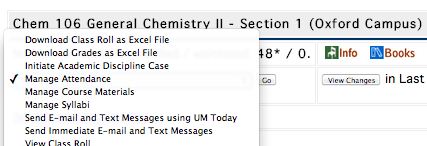 Chem 106 General Chemistry II - Section 1 (Oxford Campus)
Download Class Roll as Excel File
Download Grades as Excel File
48* / 0.
Info
Books
Initiate Academic Discipline Case
✓ Manage Attendance
Go
View Changes in Last
Manage Course Materials
Manage Syllabi
Send E-mail and Text Messages using UM Today
Send Immediate E-mail and Text Messages
View Class Roll